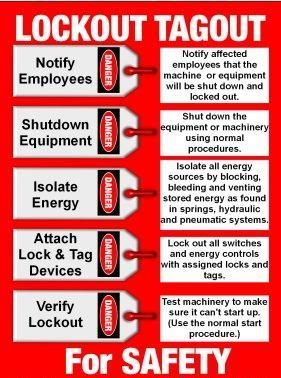 LOCKOUT TAGOUT
Notify
Employees
DANGER
Notify affected
employees that the
machine or equipment
will be shut down and
locked out.
Shutdown
Equipment
DANGER
Shut down the
equipment or machinery
using normal
procedures.
Isolate
Energy
DANGER
Isolate all energy
sources by blocking,
bleeding and venting
stored energy as found
in springs, hydraulic
and pneumatic systems.
Attach
Lock & Tag
Devices
DANGER
Lock out all switches
and energy controls
with assigned locks and
tags.
Verify
Lockout
DANGER
Test machinery to make
sure it can't start up.
(Use the normal start
procedure.)
For SAFETY